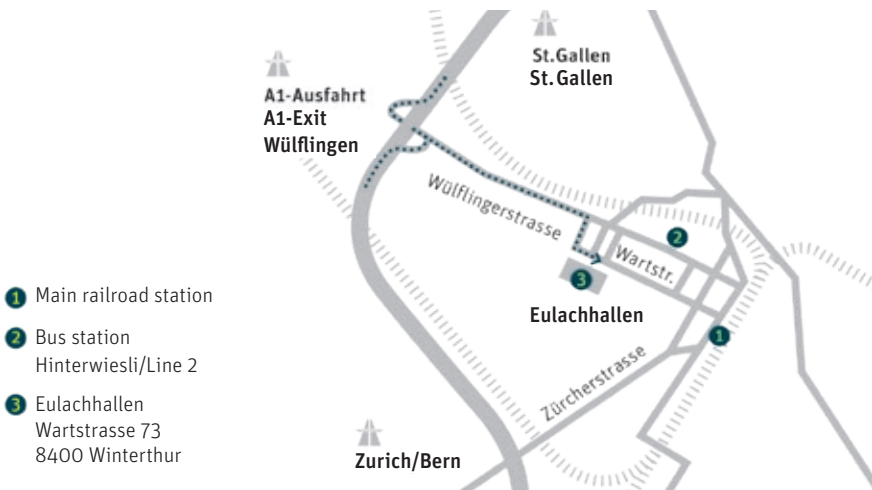 St.Gallen
St.Gallen
A1-Ausfahrt
A1-Exit
Wülflingen
Wülflingerstrasse
2
Wartstr.
3
Eulachhallen
1
Zürcherstrasse
Zurich/Bern
1 Main railroad station
2 Bus station
Hinterwiesli/Line 2
3 Eulachhallen
Wartstrasse 73
8400 Winterthur